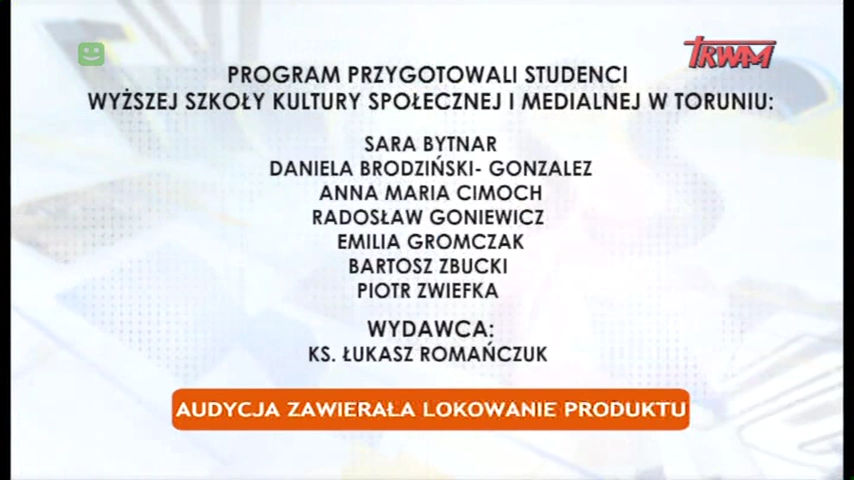 TRWAM
PROGRAM PRZYGOTOWALI STUDENCI
WYŻSZEJ SZKOŁY KULTURY SPOŁECZNEJ I MEDIALNEJ W TORUNIU:
SARA BYTNAR
DANIELA BRODZIŃSKI- GONZALEZ
ANNA MARIA CIMOCH
RADOSŁAW GONIEWICZ
EMILIA GROMCZAK
BARTOSZ ZBUCKI
PIOTR ZWIEFKA
WYDAWCA:
KS. ŁUKASZ ROMAŃCZUK
AUDYCJA ZAWIERAŁA LOKOWANIE PRODUKTU